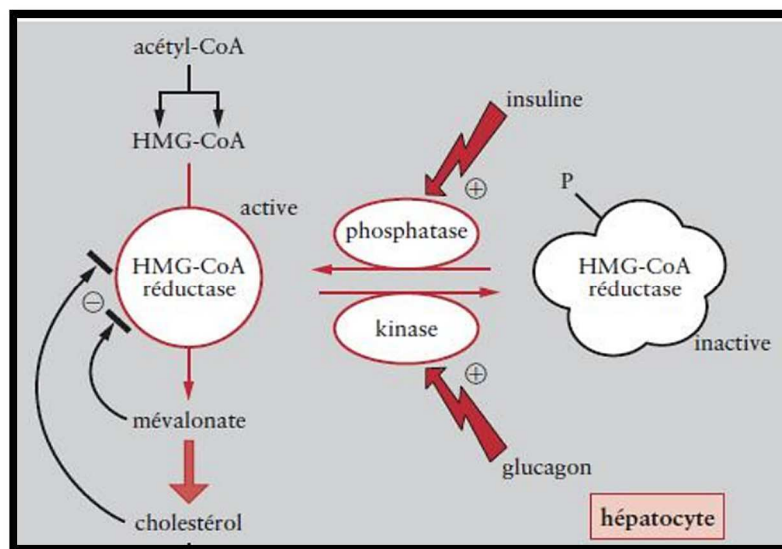 acétyl-CoA
HMG-CoA
active
HMG-CoA
réductase
mévalonate
cholestérol
insuline
phosphatase
kinase
glucagon
P
HMG-CoA
réductase
inactive
hépatocyte
⊖
⊕
⊕